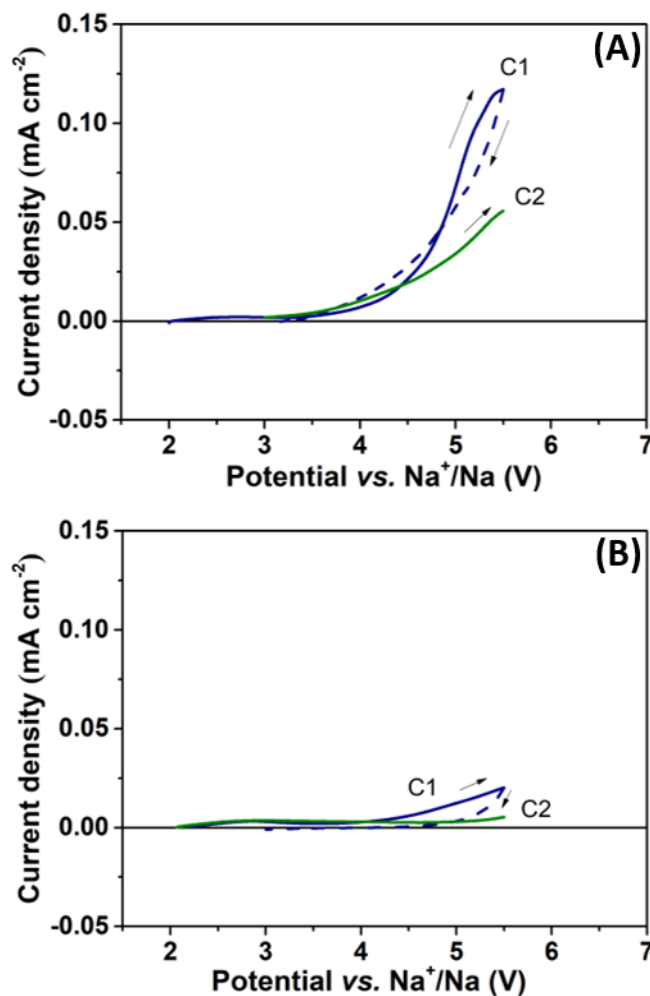 (A)
0.15
0.10
0.05
0.00
-0.05
C1
C2
2 3 4 5 6 7
Current density (mA cm⁻²)
Potential vs. Na⁺/Na (V)
(B)
0.15
0.10
0.05
0.00
-0.05
C1
C2
2 3 4 5 6 7
Current density (mA cm⁻²)
Potential vs. Na⁺/Na (V)